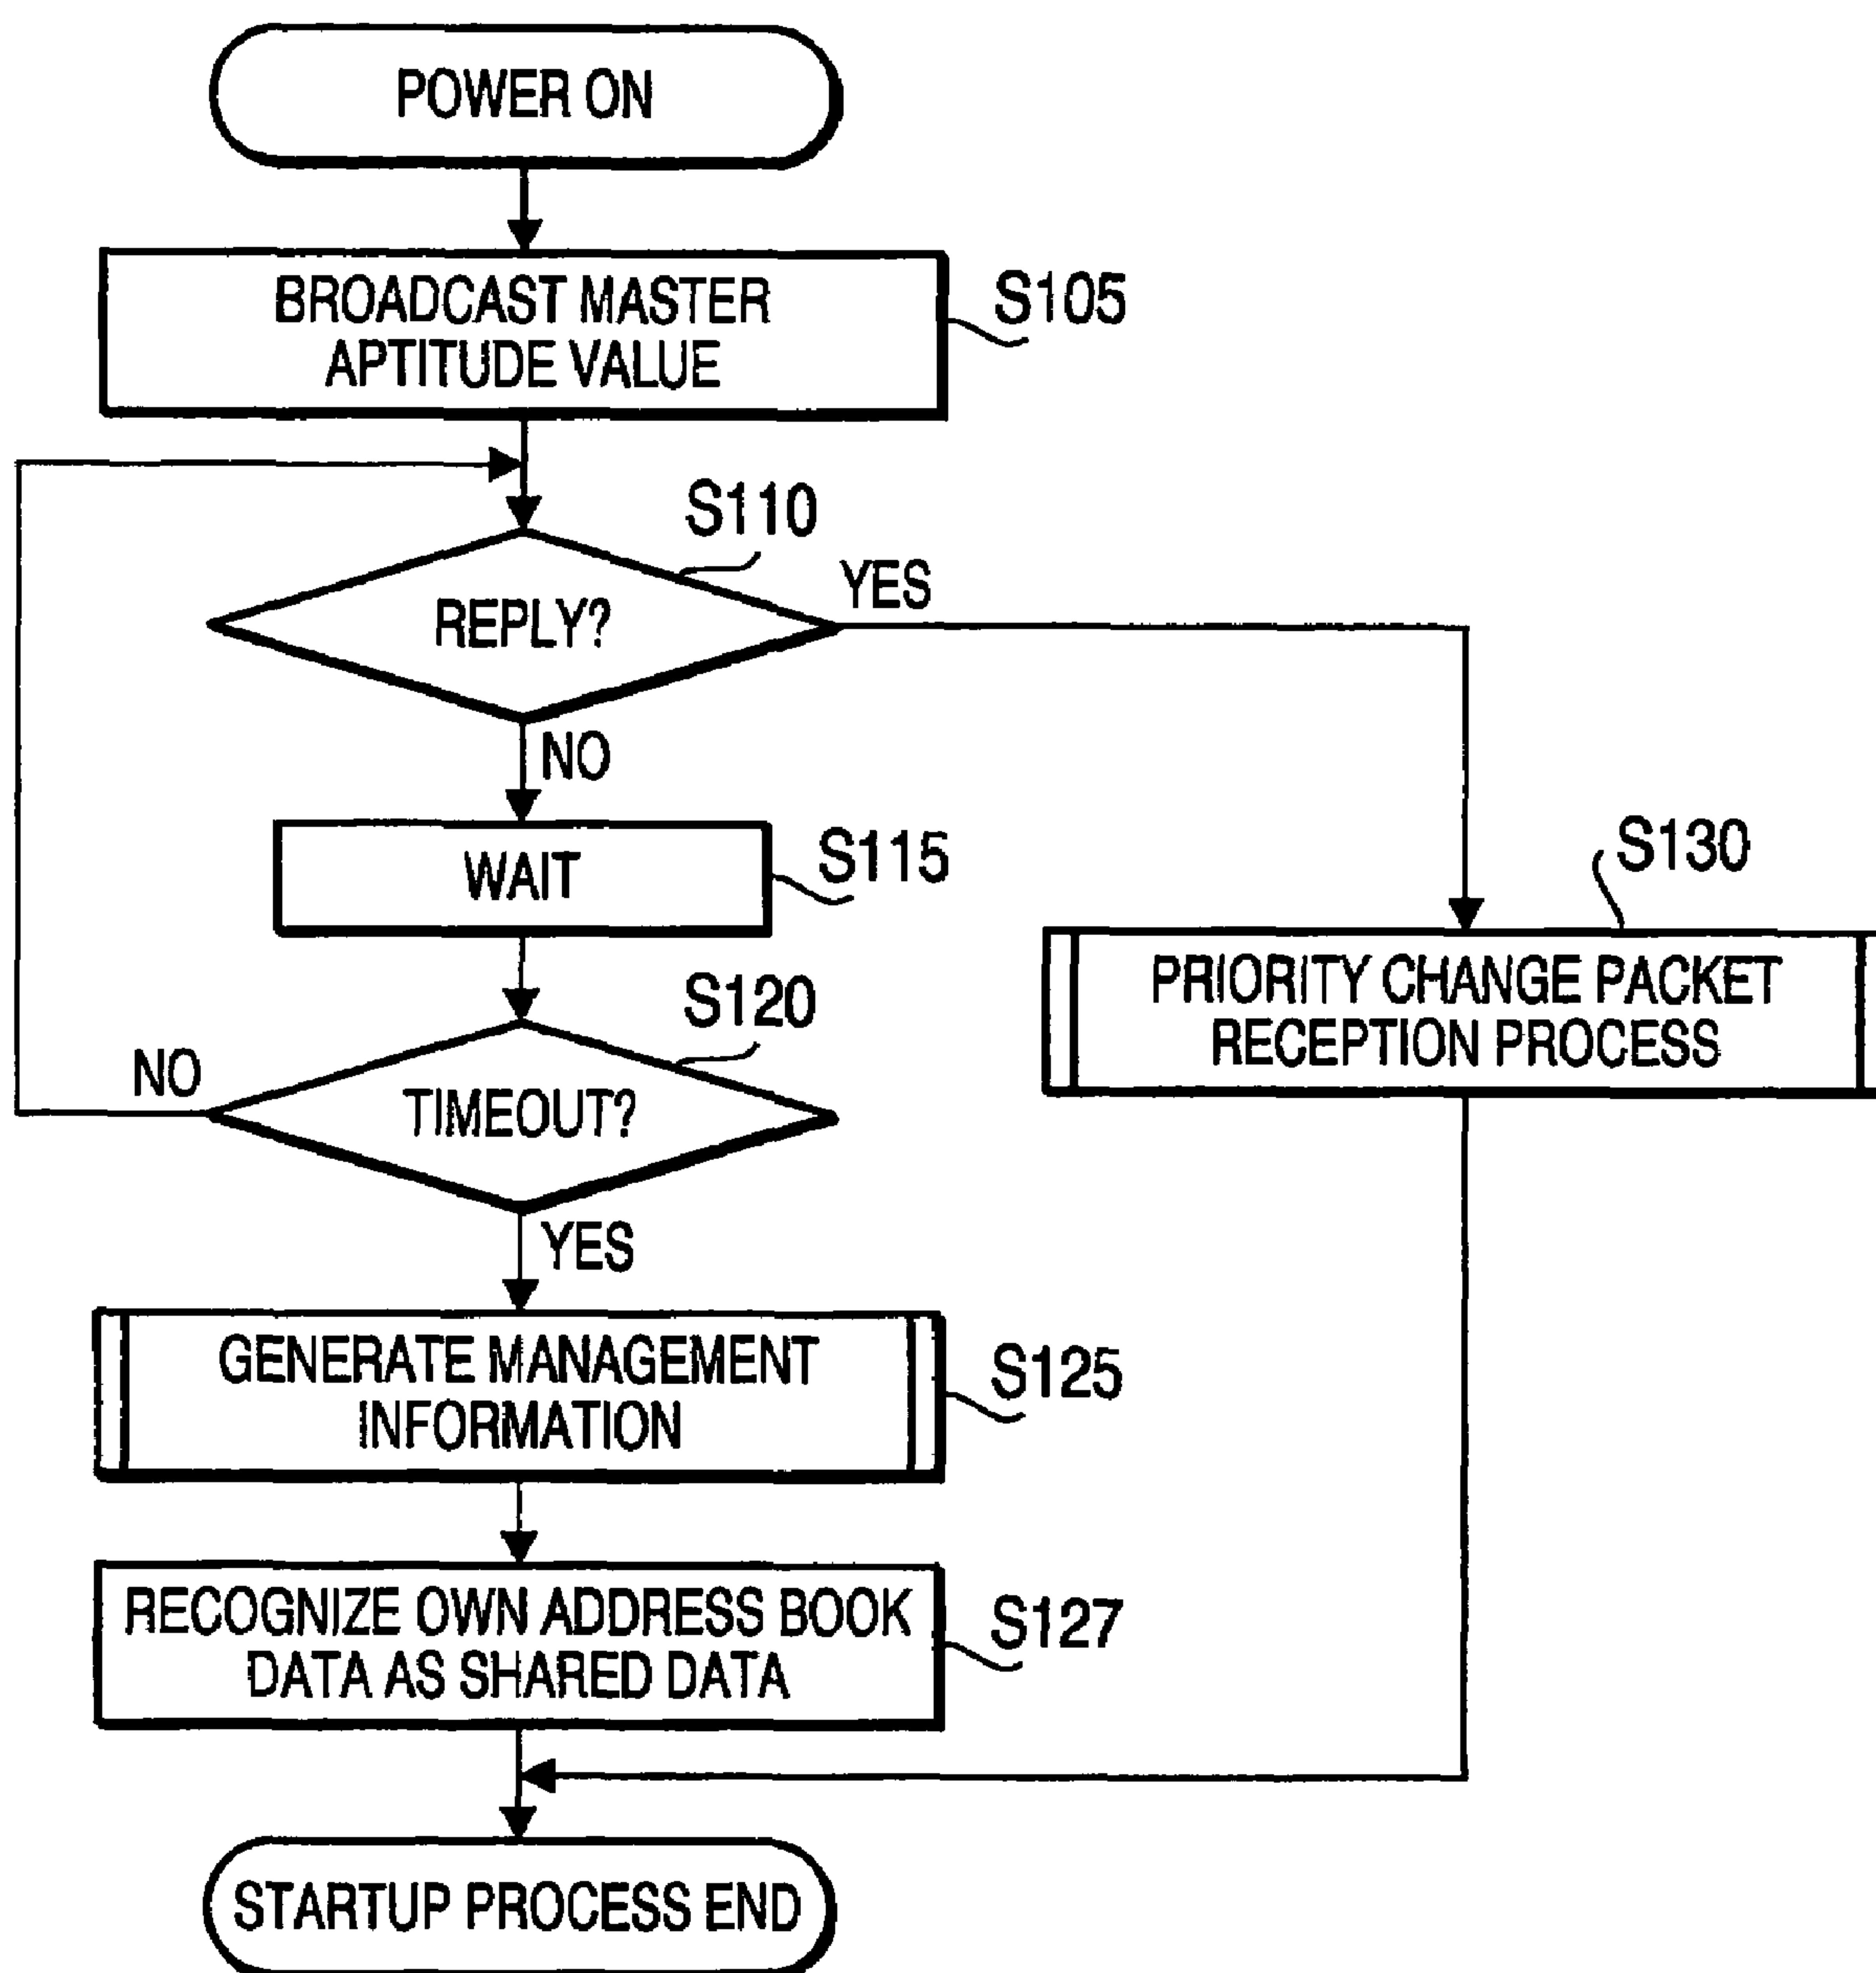 POWER ON
BROADCAST MASTER
APTITUDE VALUE
S105
S110
REPLY?
YES
NO
WAIT
S115
S130
PRIORITY CHANGE PACKET
RECEPTION PROCESS
S120
NO
TIMEOUT?
YES
GENERATE MANAGEMENT
INFORMATION
S125
RECOGNIZE OWN ADDRESS BOOK
DATA AS SHARED DATA
S127
STARTUP PROCESS END